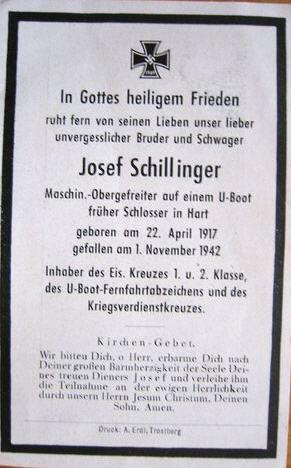 In Gottes heiligem Frieden
ruht fern von seinen Lieben unser lieber
unvergesslicher Bruder und Schwager
Josef Schillinger
Maschin.-Obergefreiter auf einem U-Boot
früher Schlosser in Hart
geboren am 22. April 1917
gefallen am 1. November 1942
Inhaber des Eis. Kreuzes 1. u. 2. Klasse,
des U-Boot-Fernfahrtabzeichens und des
Kriegsverdienstkreuzes.
Kirchen-Gebet.
Wir bitten Dich, o Herr, erbarme Dich nach
Deiner großen Barmherzigkeit der Seele Dei-
nes treuen Dieners Josef und verleihe ihm
die Teilnahme an der ewigen Herrlichkeit
durch unsern Herrn Jesum Christum, Deinen
Sohn, Amen.
Druck: A. Erdl, Trostberg